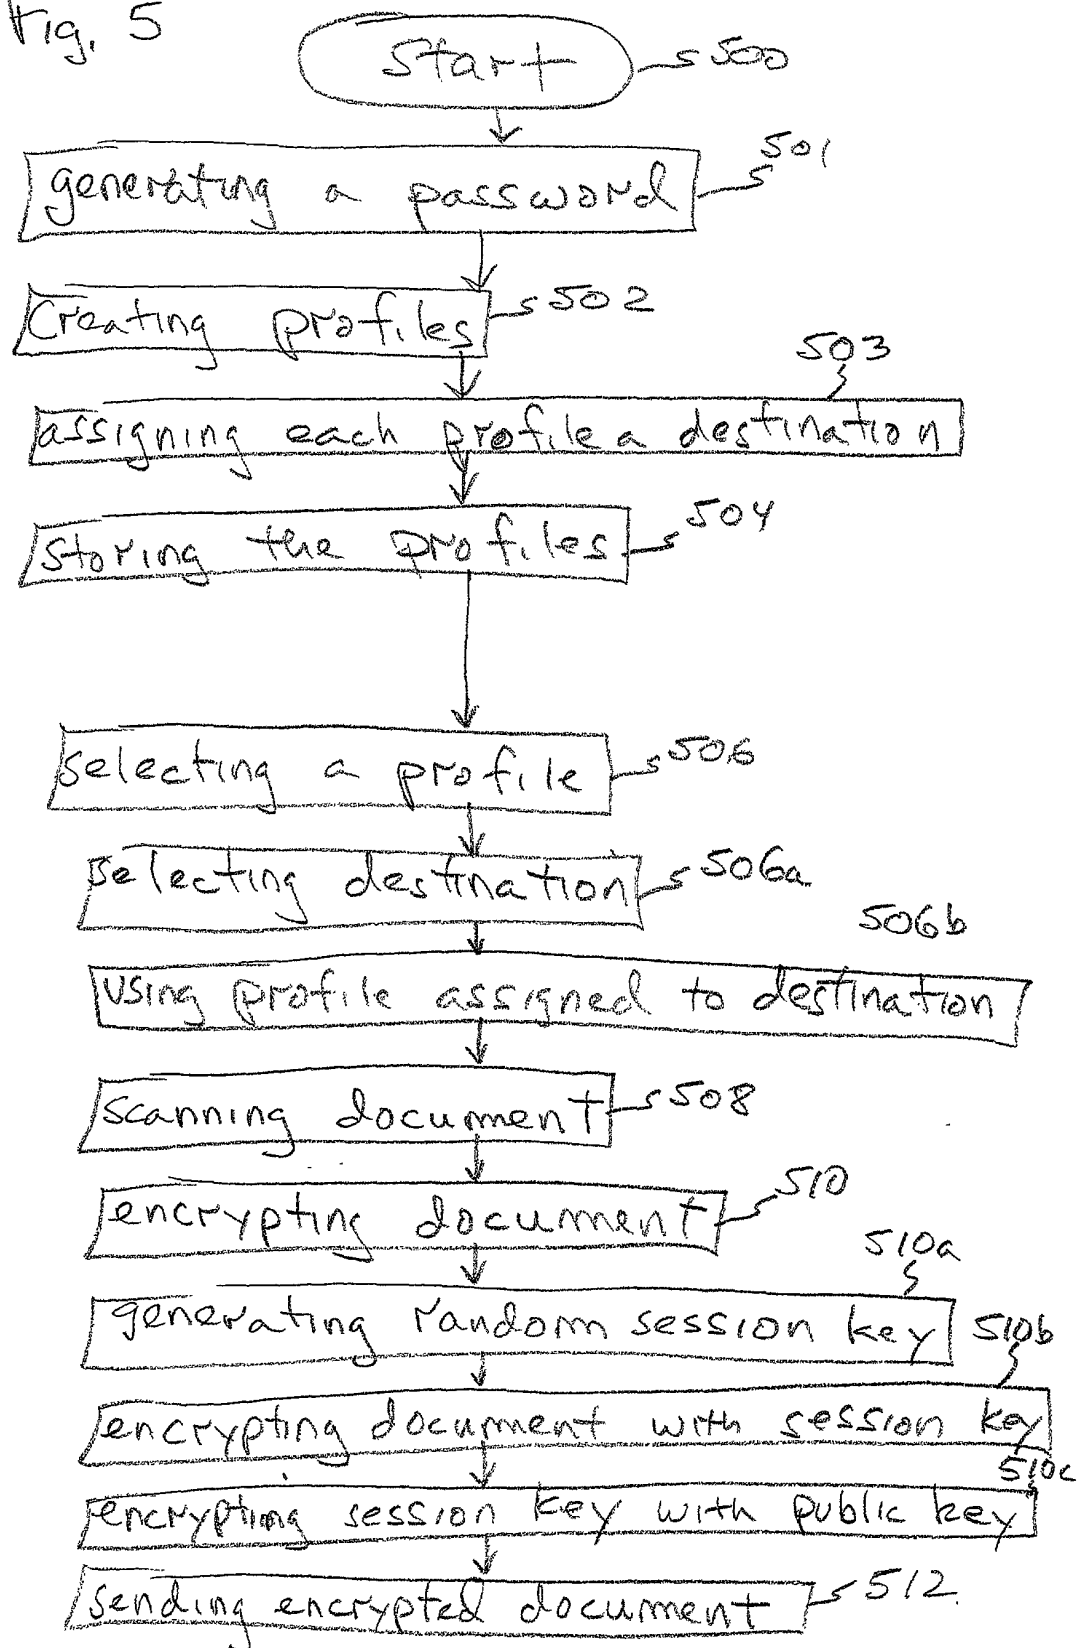 Fig. 5
Start 500
501
generating a password
Creating profiles 502
503
assigning each profile a destination
storing the profiles 504
selecting a profile 506
selecting destination 506a
506b
using profile assigned to destination
scanning document 508
encrypting document 510
510a
generating random session key 510b
encrypting document with session key
510c
encrypting session key with public key
sending encrypted document 512